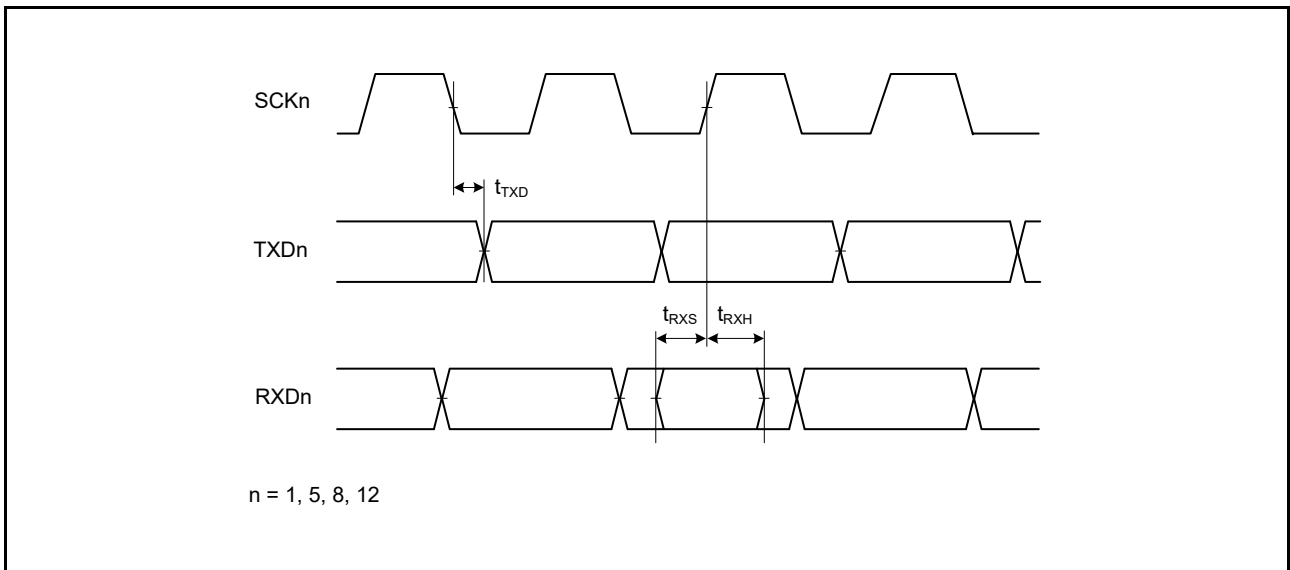 SCKn
tTXD
TXDn
tRXS tRXH
RXDn
n = 1, 5, 8, 12